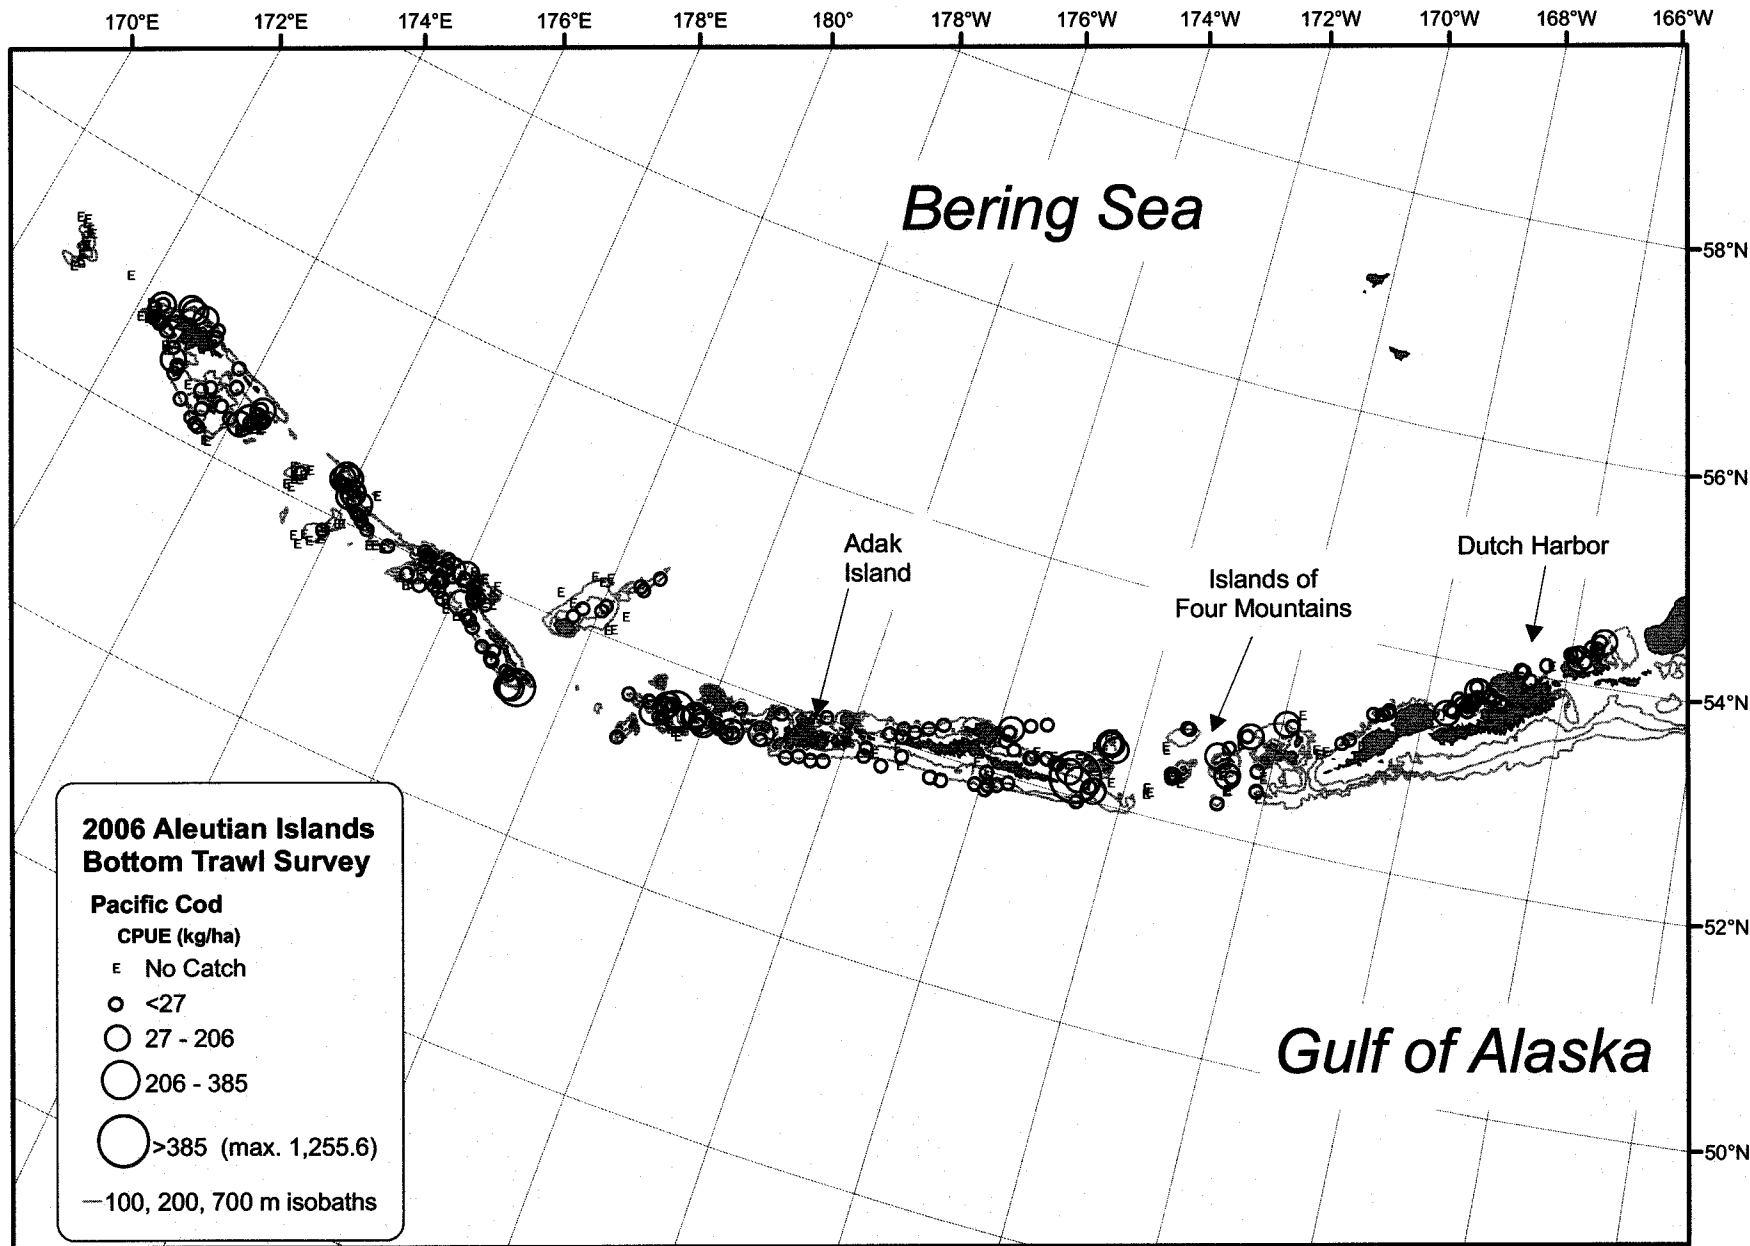 170°E 172°E 174°E 176°E 178°E 180° 178°W 176°W 174°W 172°W 170°W 168°W 166°W
Bering Sea
58°N
56°N
Adak
Island
Dutch Harbor
Islands of
Four Mountains
54°N
52°N
Gulf of Alaska
50°N
2006 Aleutian Islands
Bottom Trawl Survey
Pacific Cod
CPUE (kg/ha)
E No Catch
<27
27 - 206
206 - 385
>385 (max. 1,255.6)
100, 200, 700 m isobaths